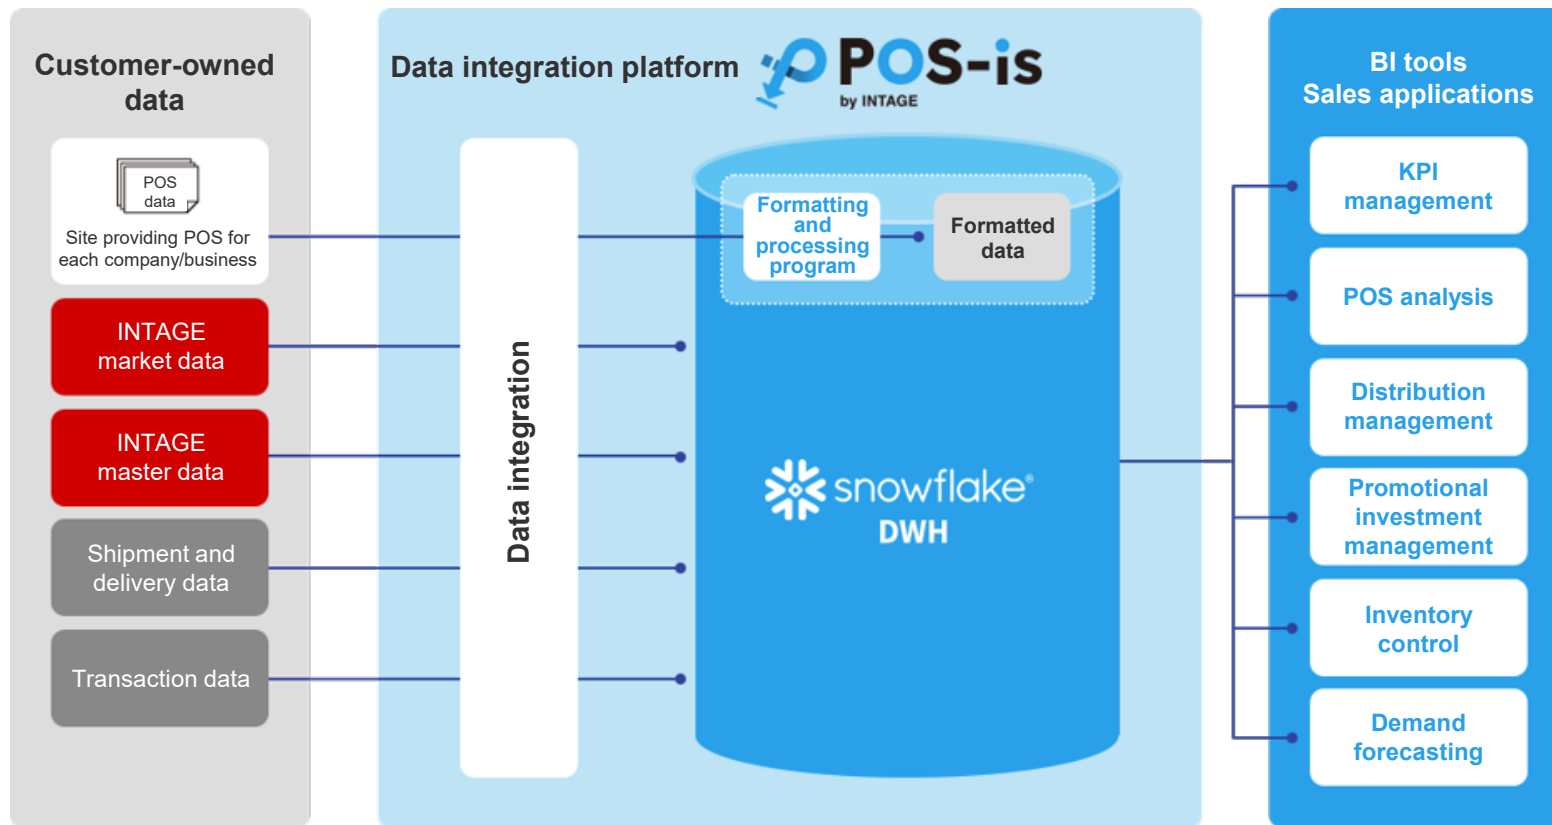 Customer-owned
data
POS
data
Site providing POS for
each company/business
INTAGE
market data
INTAGE
master data
Shipment and
delivery data
Transaction data
Data integration platform
POS-is
by INTAGE
Data integration
Formatting
and
processing
program
Formatted
data
snowflake®
DWH
BI tools
Sales applications
KPI
management
POS analysis
Distribution
management
Promotional
investment
management
Inventory
control
Demand
forecasting